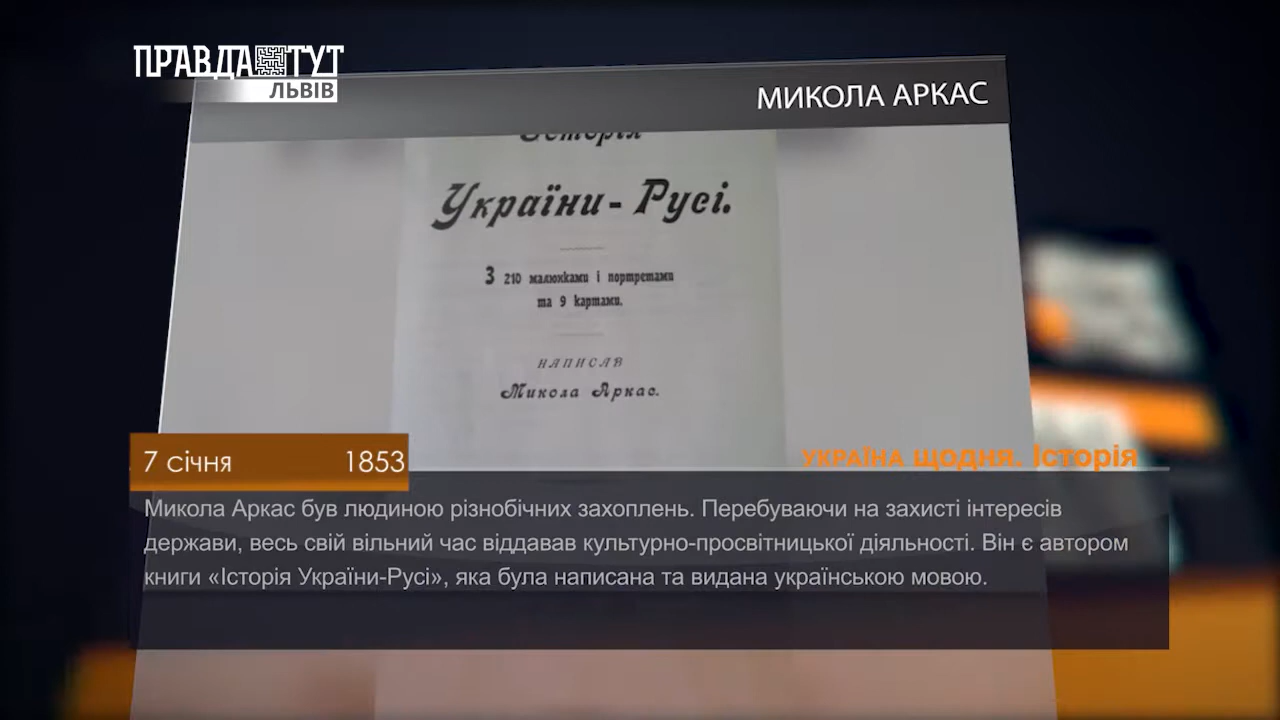 ПРАВДА ТУТ
ЛЬВІВ
МИКОЛА АРКАС
Історія
України-Русі.
З 210 малюнками і портретами
та 9 картами.
НАПИСАВ
Микола Аркас.
7 січня 1853
УКРАЇНА ЩОДНЯ. Історія
Микола Аркас був людиною різнобічних захоплень. Перебуваючи на захисті інтересів
держави, весь свій вільний час віддавав культурно-просвітницької діяльності. Він є автором
книги «Історія України-Русі», яка була написана та видана українською мовою.